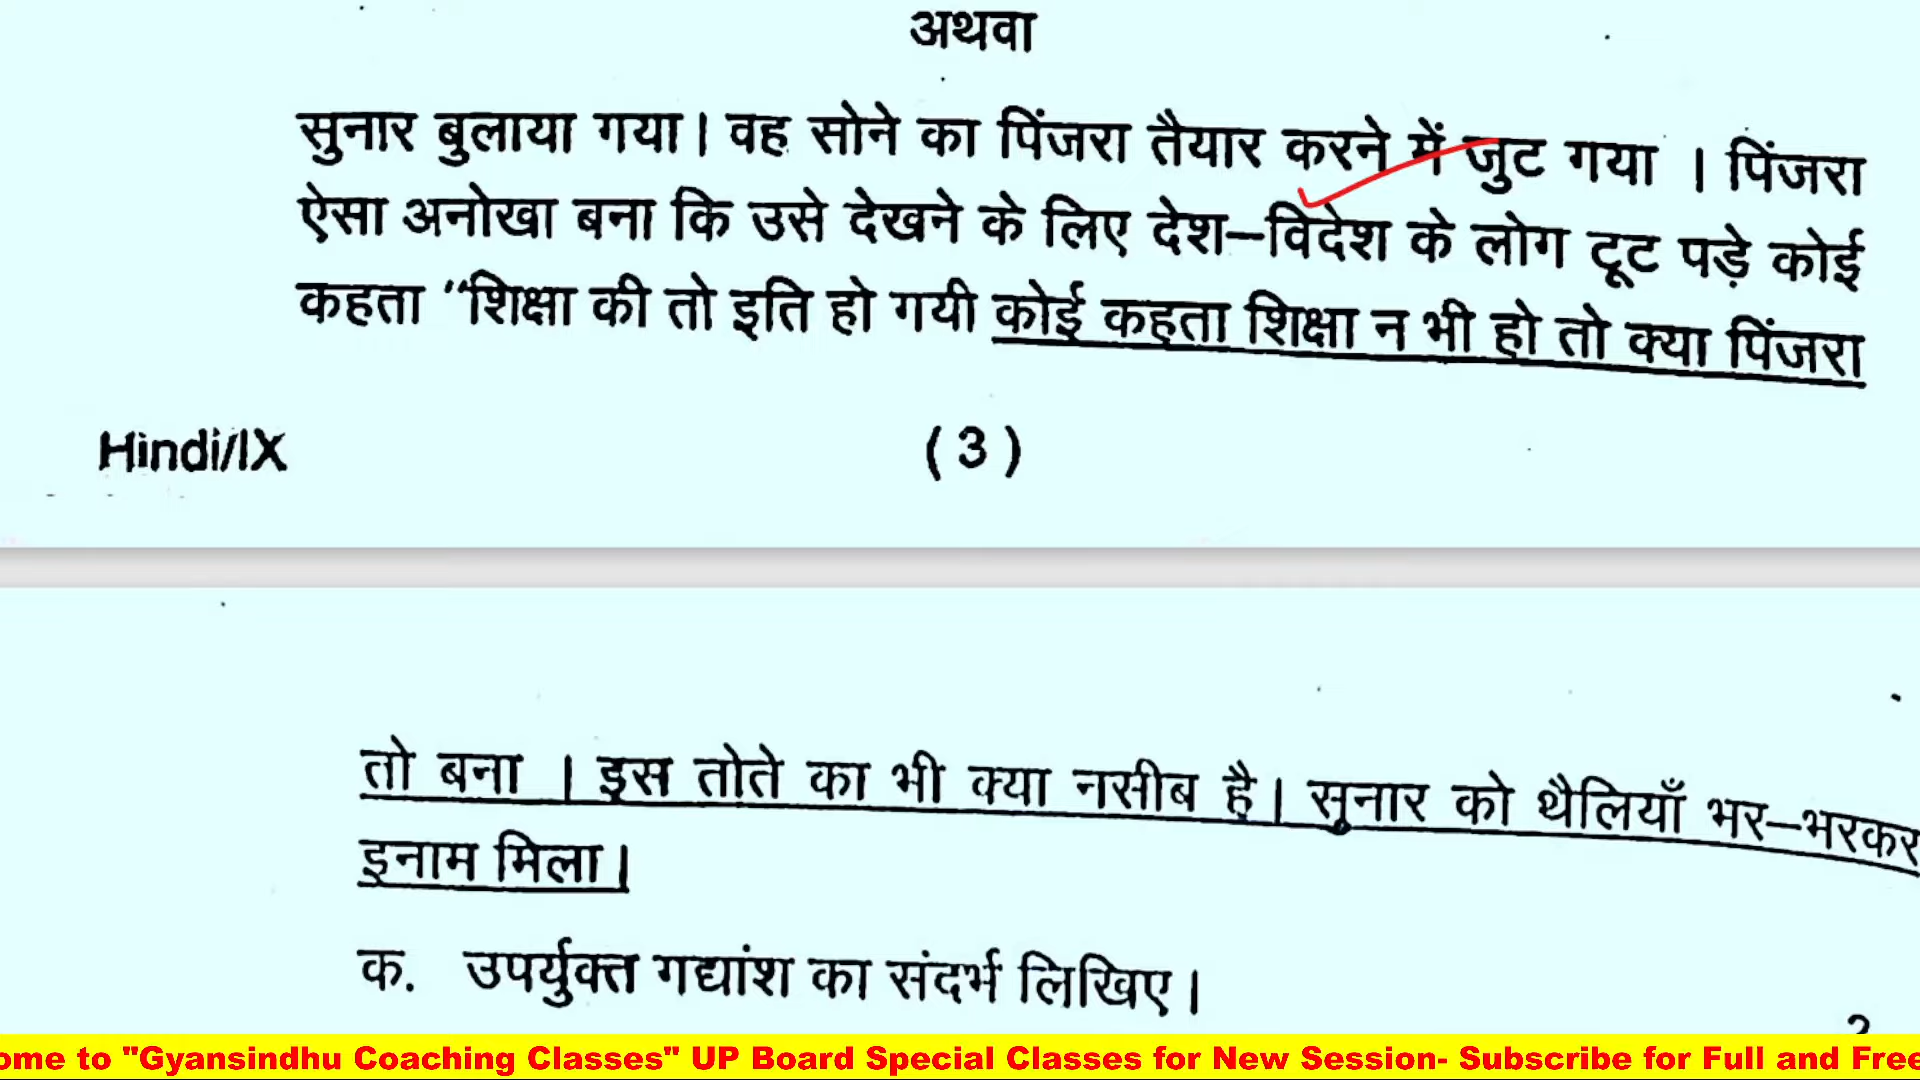 अथवा
सुनार बुलाया गया। वह सोने का पिंजरा तैयार करने में जुट गया । पिंजरा
ऐसा अनोखा बना कि उसे देखने के लिए देश–विदेश के लोग टूट पड़े कोई
कहता “शिक्षा की तो इति हो गयी कोई कहता शिक्षा न भी हो तो क्या पिंजरा
Hindi/IX
( 3 )
तो बना । इस तोते का भी क्या नसीब है। सुनार को थैलियाँ भर–भरकर
इनाम मिला।
क. उपर्युक्त गद्यांश का संदर्भ लिखिए।
ome to "Gyansindhu Coaching Classes" UP Board Special Classes for New Session- Subscribe for Full and Free